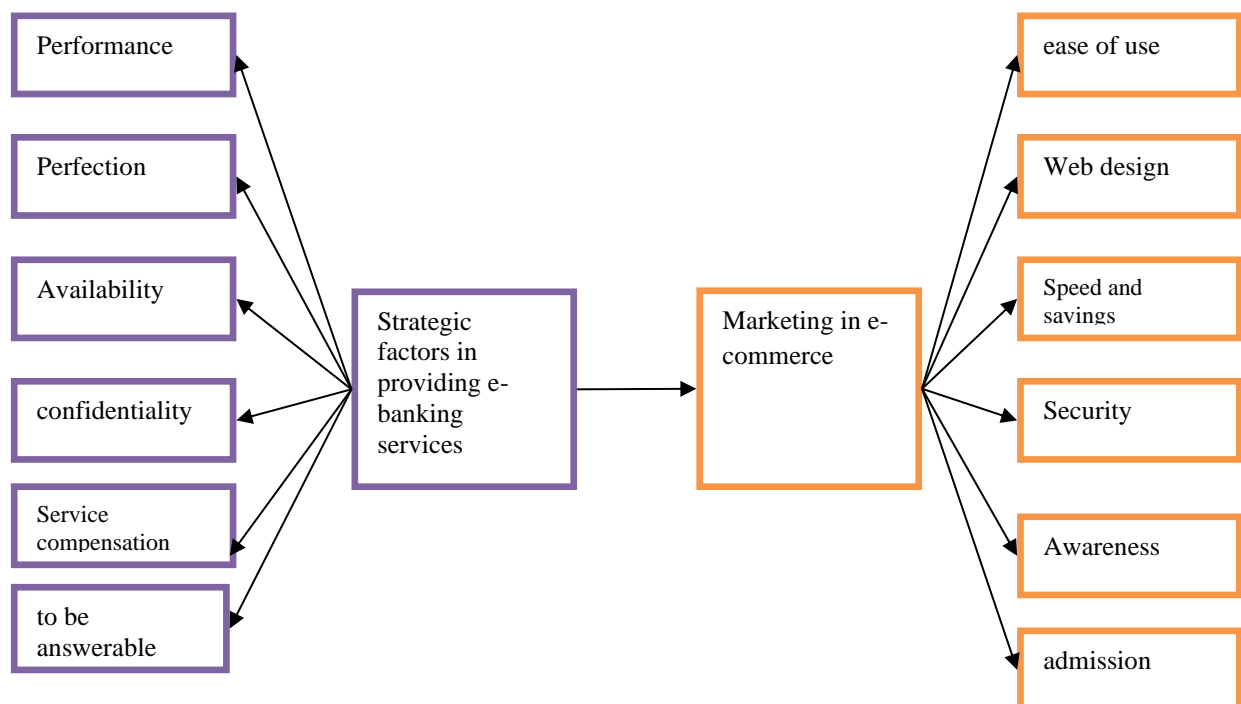 Performance
Perfection
Availability
confidentiality
Service
compensation
to be
answerable
Strategic
factors in
providing e-
banking
services
Marketing in e-
commerce
ease of use
Web design
Speed and
savings
Security
Awareness
admission